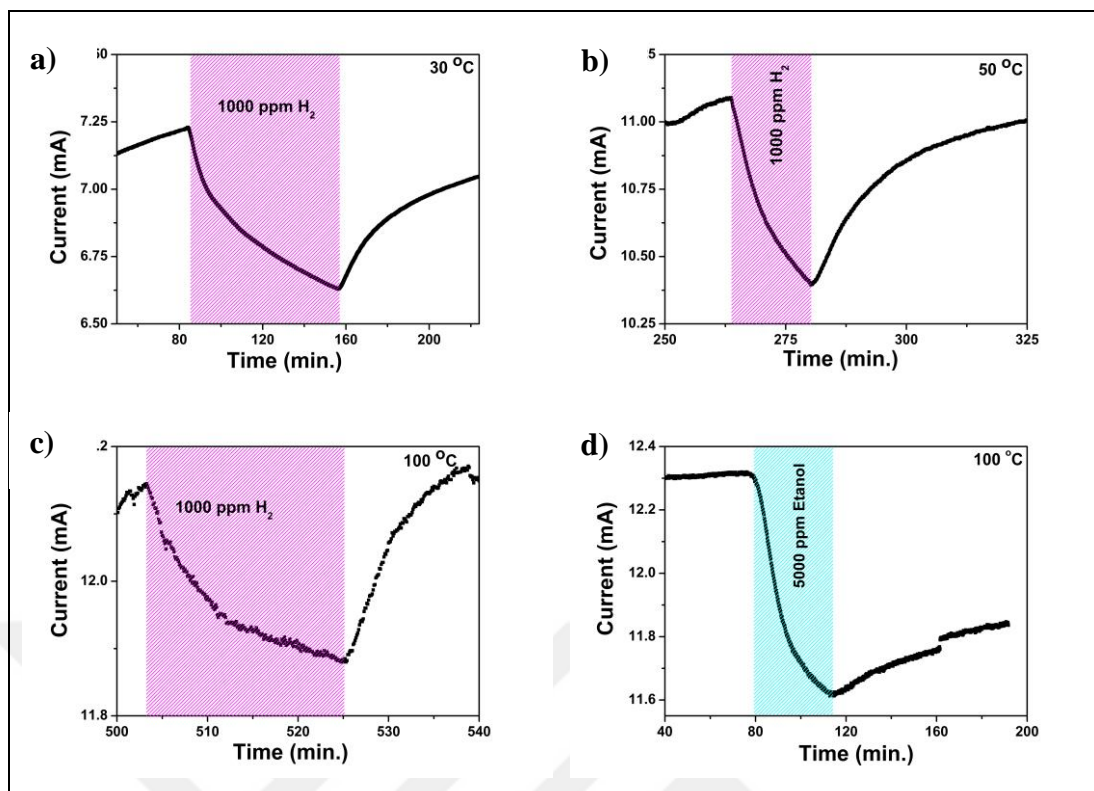 a)
30 °C
1000 ppm H₂
50
7.25
7.00
6.75
6.50
Current (mA)
80 120 160 200
Time (min.)
b)
50 °C
1000 ppm H₂
5
11.00
10.75
10.50
10.25
Current (mA)
250 275 300 325
Time (min.)
c)
100 °C
1000 ppm H₂
.2
12.0
11.8
Current (mA)
500 510 520 530 540
Time (min.)
d)
100 °C
5000 ppm Etanol
12.4
12.2
12.0
11.8
11.6
Current (mA)
40 80 120 160 200
Time (min.)